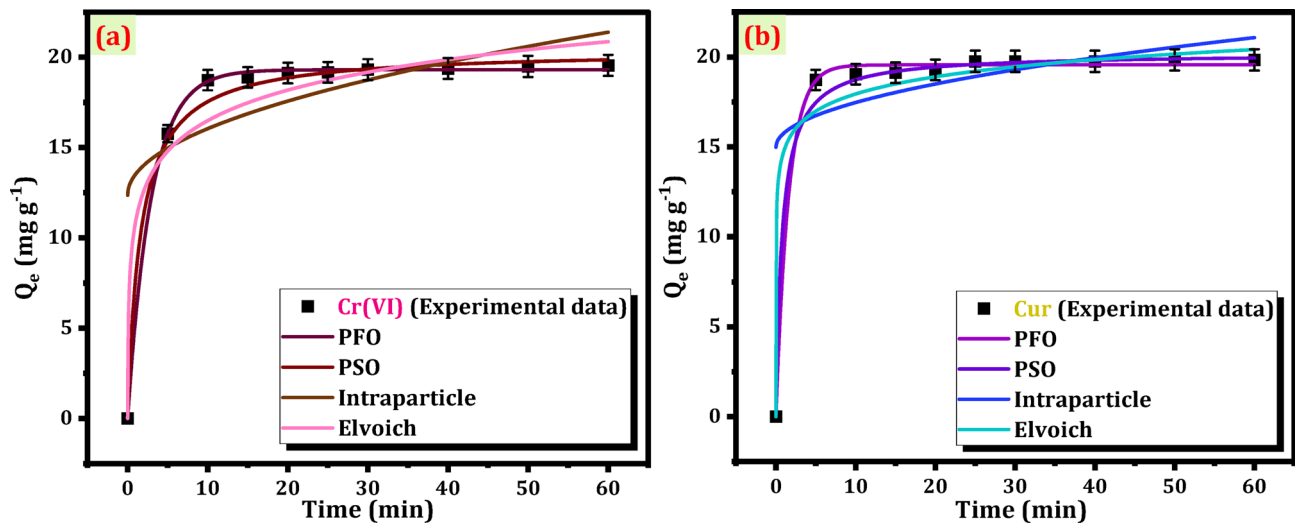 (a)
Qe (mg g-1)
20
15
10
5
0
Cr(VI) (Experimental data)
PFO
PSO
Intraparticle
Elvoich
0 10 20 30 40 50 60
Time (min)
(b)
Qe (mg g-1)
20
15
10
5
0
Cur (Experimental data)
PFO
PSO
Intraparticle
Elvoich
0 10 20 30 40 50 60
Time (min)